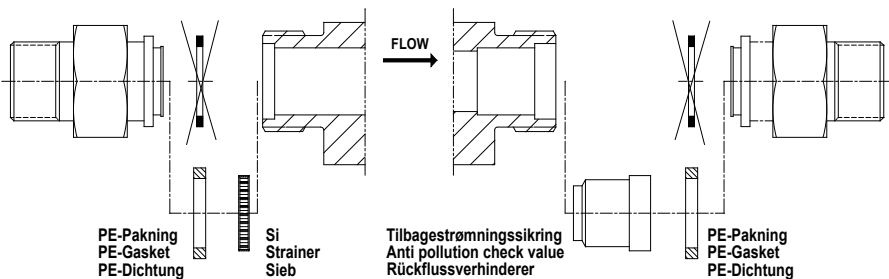 FLOW
PE-Pakning
PE-Gasket
PE-Dichtung
Si
Strainer
Sieb
Tilbagestrømningssikring
Anti pollution check value
Rückflussverhinderer
PE-Pakning
PE-Gasket
PE-Dichtung